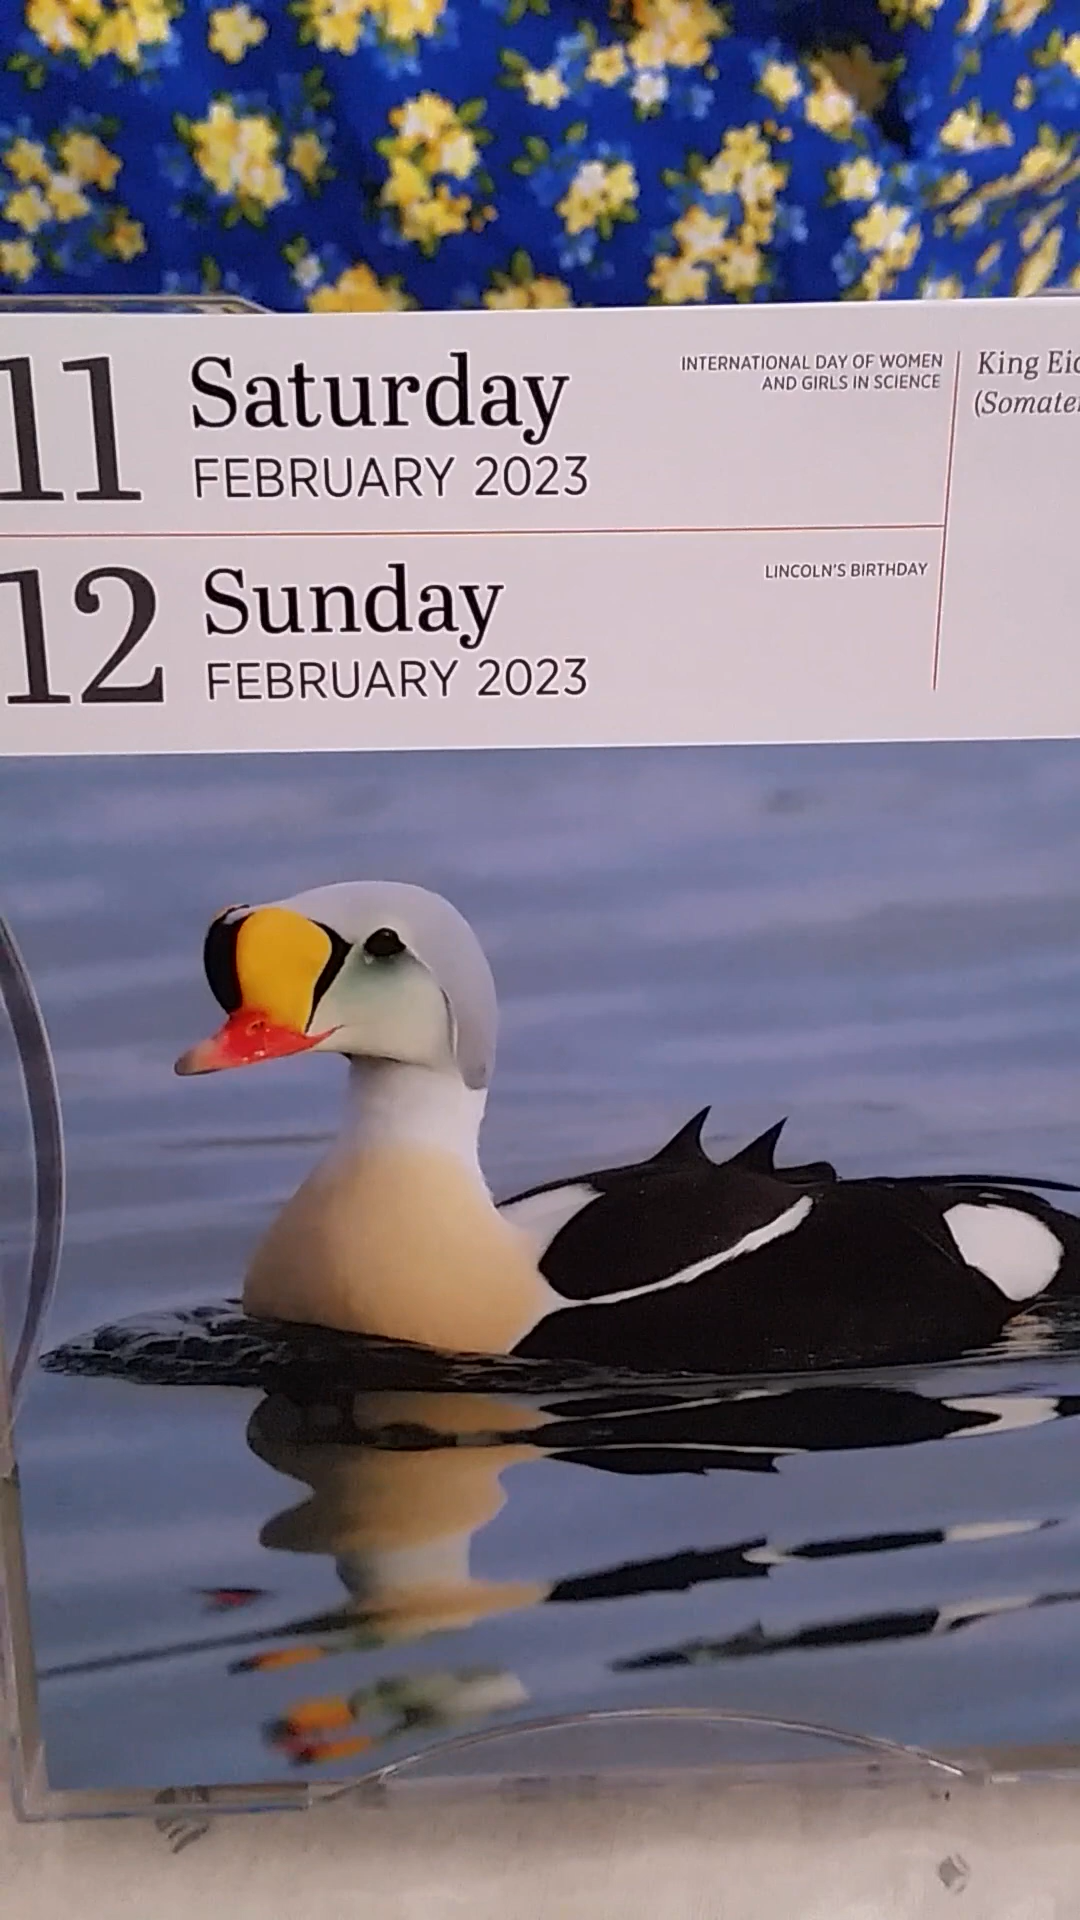 11 Saturday
FEBRUARY 2023
INTERNATIONAL DAY OF WOMEN
AND GIRLS IN SCIENCE
King
12 Sunday
FEBRUARY 2023
LINCOLN'S BIRTHDAY